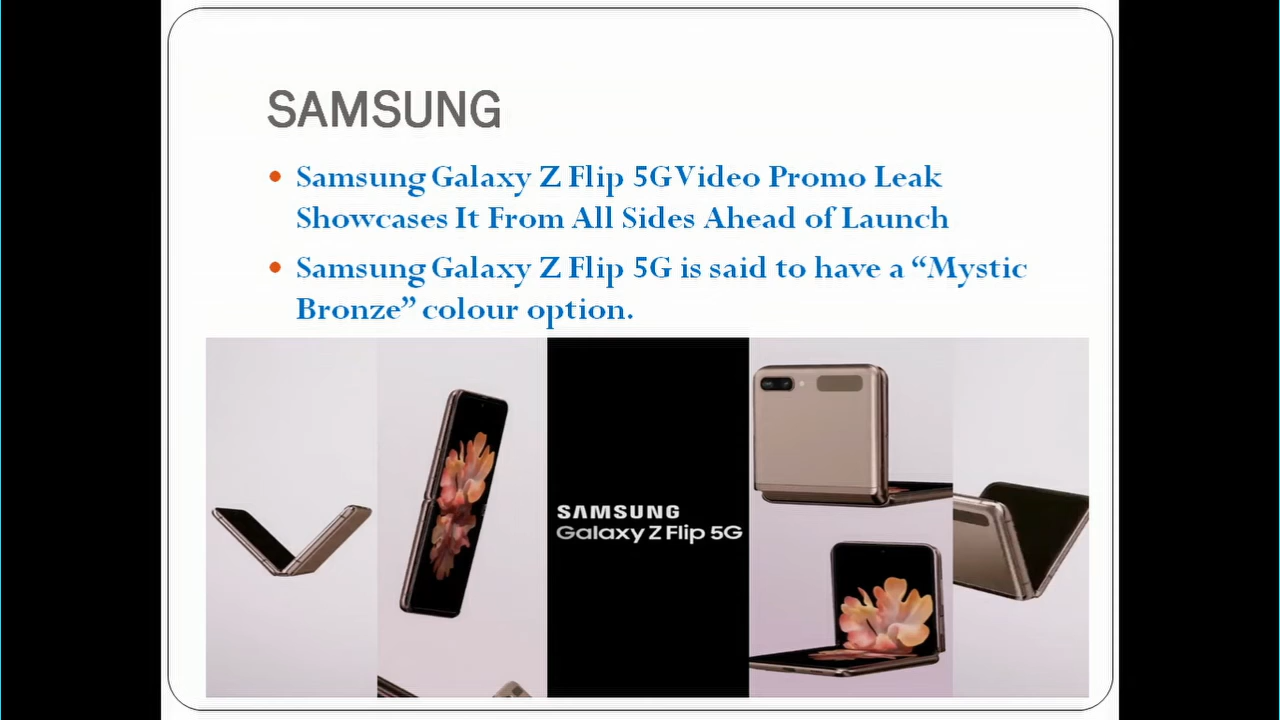 SAMSUNG
Samsung Galaxy Z Flip 5G Video Promo Leak
Showcases It From All Sides Ahead of Launch
Samsung Galaxy Z Flip 5G is said to have a “Mystic
Bronze” colour option.
SAMSUNG
Galaxy Z Flip 5G